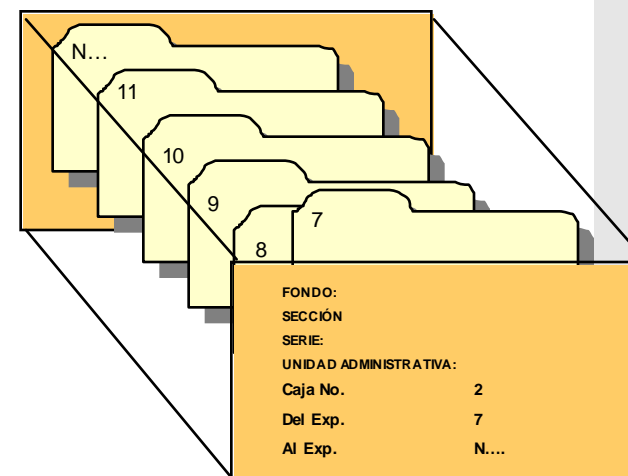 N...
11
10
9
8
7
FONDO:
SECCIÓN
SERIE:
UNIDAD ADMINISTRATIVA:
Caja No. 2
Del Exp. 7
Al Exp. N....